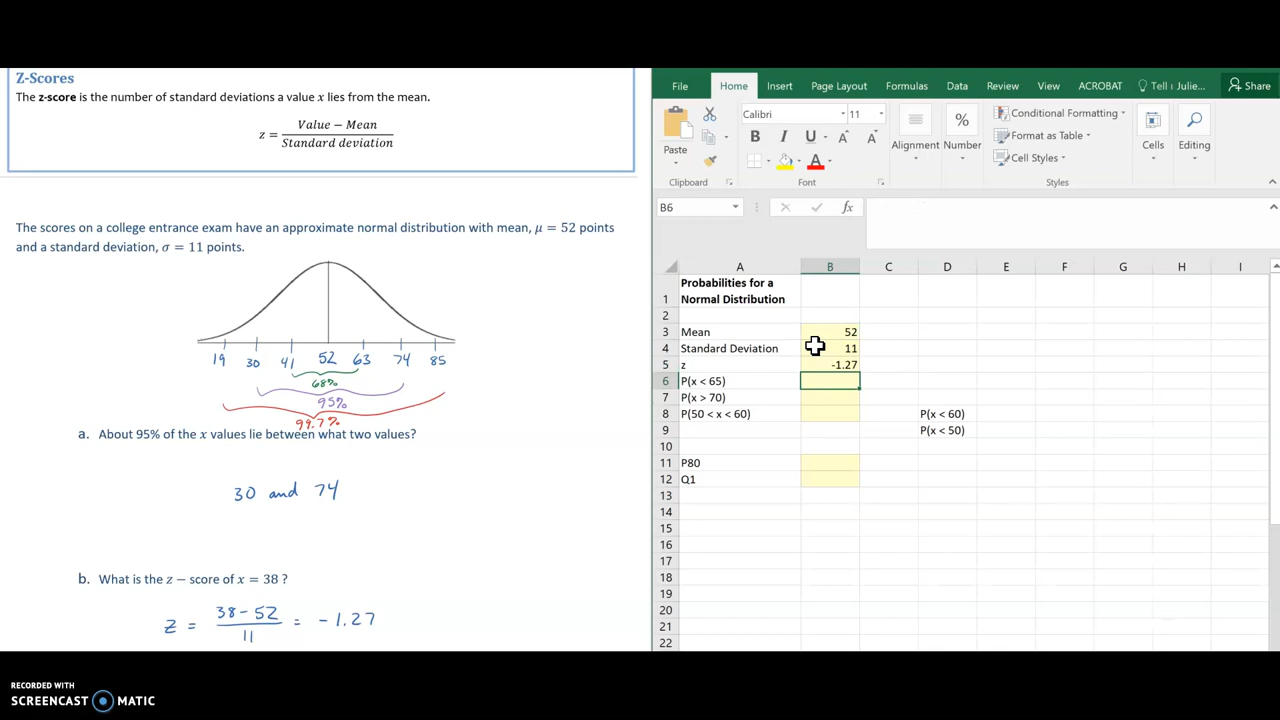 Z-Scores
The z-score is the number of standard deviations a value x lies from the mean.
z = Value − Mean / Standard deviation
The scores on a college entrance exam have an approximate normal distribution with mean, μ = 52 points
and a standard deviation, σ = 11 points.
19 30 41 52 63 74 85
68%
95%
99.7%
a. About 95% of the x values lie between what two values?
30 and 74
b. What is the z − score of x = 38 ?
z = 38 - 52 / 11 = - 1.27
RECORDED WITH
SCREENCAST MATIC
File Home Insert Page Layout Formulas Data Review View ACROBAT Tell Julie... Share
Paste
Clipboard
Calibri 11
B I U A A
A
Font
Alignment
%
Number
Conditional Formatting
Format as Table
Cell Styles
Styles
Cells
Editing
B6 fx
A B C D E F G H I
1 Probabilities for a
Normal Distribution
2
3 Mean 52
4 Standard Deviation 11
5 z -1.27
6 P(x < 65)
7 P(x > 70)
8 P(50 < x < 60) P(x < 60)
9 P(x < 50)
10
11 P80
12 Q1
13
14
15
16
17
18
19
20
21
22